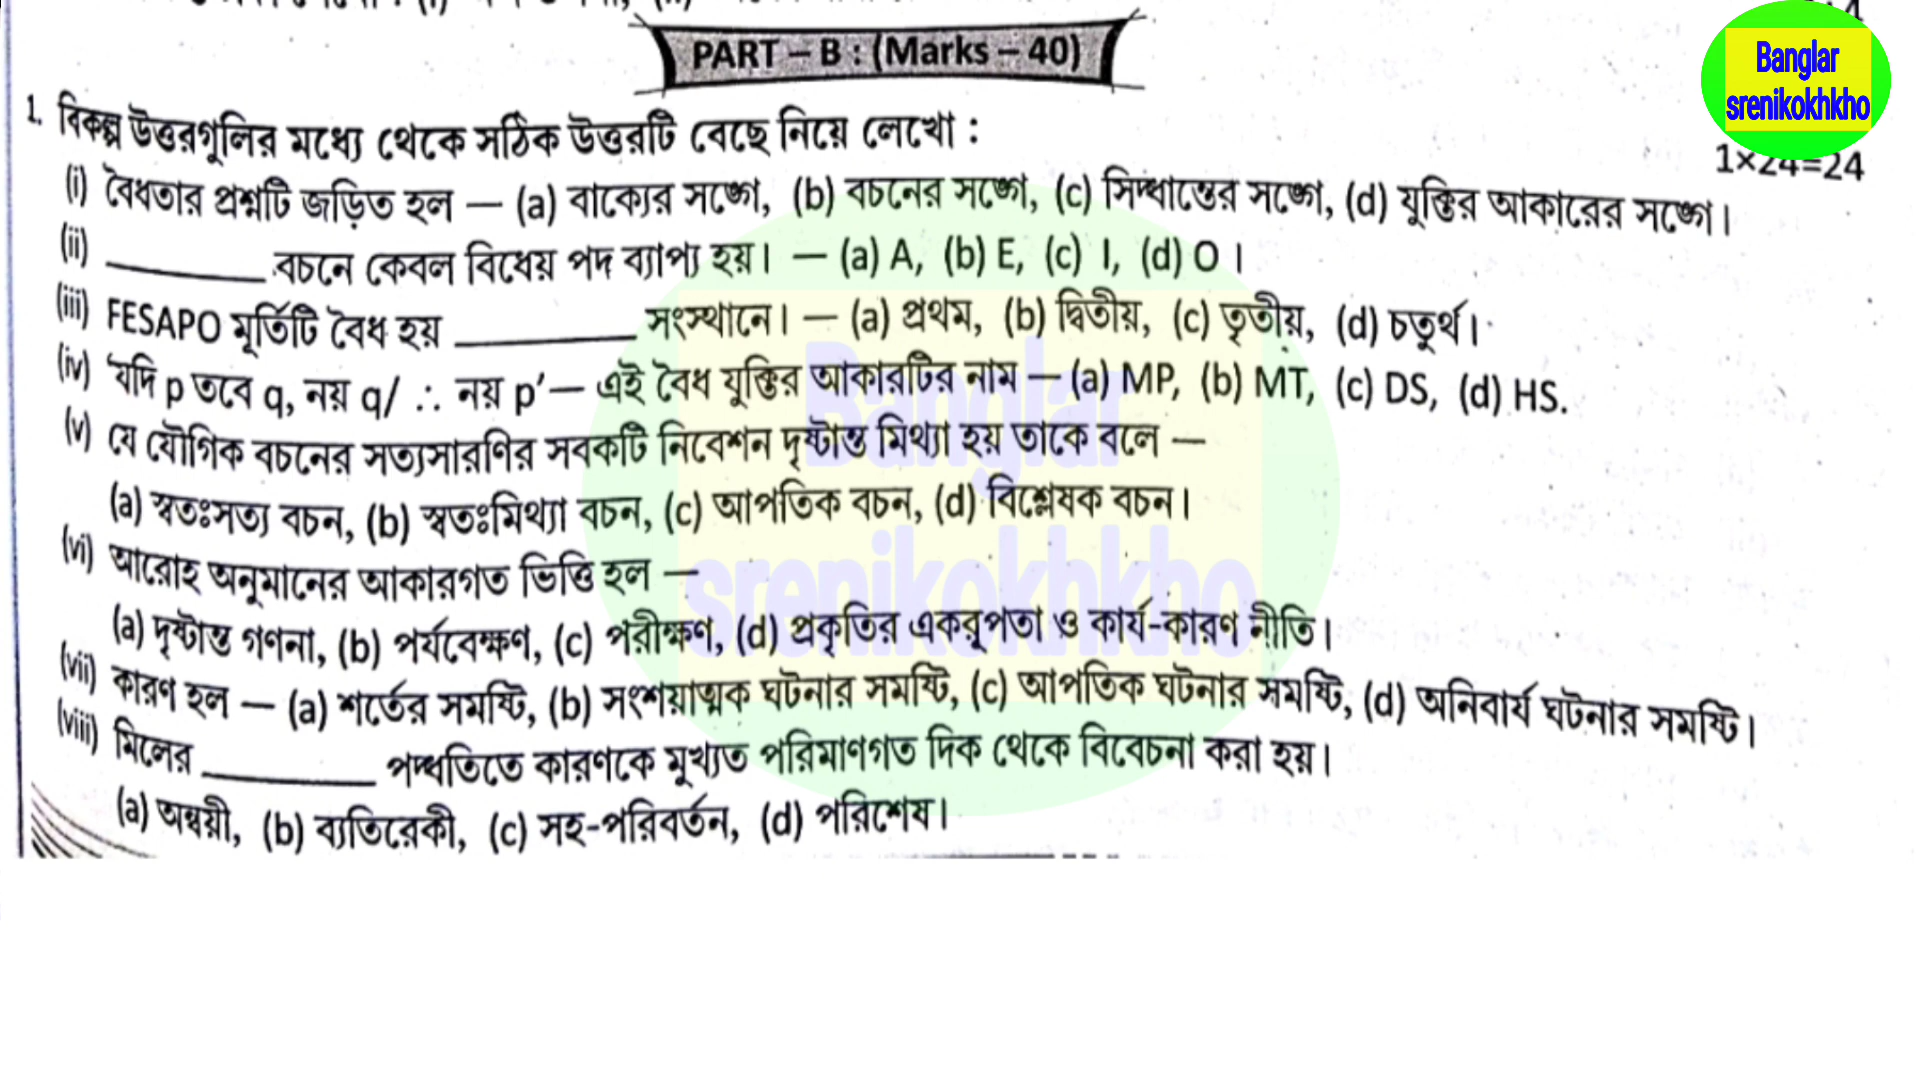 PART – B : (Marks – 40)
Banglar
srenikokhkho
1. বিকল্প উত্তরগুলির মধ্যে থেকে সঠিক উত্তরটি বেছে নিয়ে লেখো :
1×24=24
(i) বৈধতার প্রশ্নটি জড়িত হল — (a) বাক্যের সঙ্গে, (b) বচনের সঙ্গে, (c) সিদ্ধান্তের সঙ্গে, (d) যুক্তির আকারের সঙ্গে।
(ii) ________ বচনে কেবল বিধেয় পদ ব্যাপ্য হয়। — (a) A, (b) E, (c) I, (d) O ।
(iii) FESAPO মূর্তিটি বৈধ হয় ________ সংস্থানে। — (a) প্রথম, (b) দ্বিতীয়, (c) তৃতীয়, (d) চতুর্থ।
(iv) 'যদি p তবে q, নয় q/ ∴ নয় p'— এই বৈধ যুক্তির আকারটির নাম — (a) MP, (b) MT, (c) DS, (d) HS.
(v) যে যৌগিক বচনের সত্যসারণির সবকটি নিবেশন দৃষ্টান্ত মিথ্যা হয় তাকে বলে —
(a) স্বতঃসত্য বচন, (b) স্বতঃমিথ্যা বচন, (c) আপতিক বচন, (d) বিশ্লেষক বচন।
(vi) আরোহ অনুমানের আকারগত ভিত্তি হল —
(a) দৃষ্টান্ত গণনা, (b) পর্যবেক্ষণ, (c) পরীক্ষণ, (d) প্রকৃতির একরূপতা ও কার্য-কারণ নীতি।
(vii) কারণ হল — (a) শর্তের সমষ্টি, (b) সংশয়াত্মক ঘটনার সমষ্টি, (c) আপতিক ঘটনার সমষ্টি, (d) অনিবার্য ঘটনার সমষ্টি।
(viii) মিলের ________ পদ্ধতিতে কারণকে মুখ্যত পরিমাণগত দিক থেকে বিবেচনা করা হয়।
(a) অন্বয়ী, (b) ব্যতিরেকী, (c) সহ-পরিবর্তন, (d) পরিশেষ।
Banglar
srenikokhkho